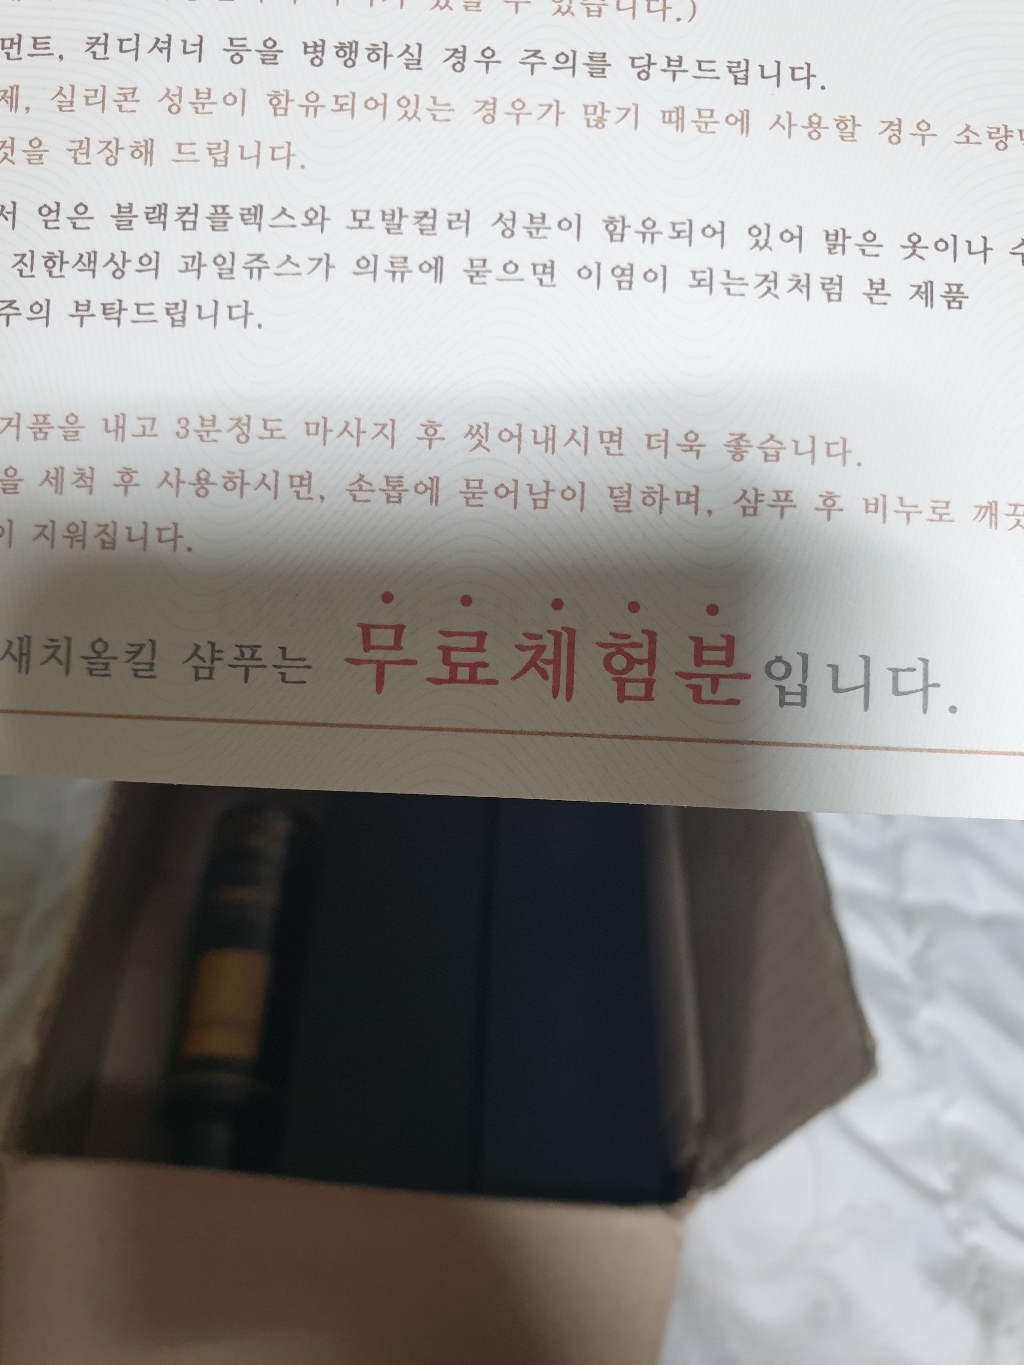 있을 수 있습니다.)
먼트, 컨디셔너 등을 병행하실 경우 주의를 당부드립니다.
제, 실리콘 성분이 함유되어있는 경우가 많기 때문에 사용할 경우 소량
것을 권장해 드립니다.
서 얻은 블랙컴플렉스와 모발컬러 성분이 함유되어 있어 밝은 옷이나
진한색상의 과일쥬스가 의류에 묻으면 이염이 되는것처럼 본 제품
주의 부탁드립니다.
거품을 내고 3분정도 마사지 후 씻어내시면 더욱 좋습니다.
을 세척 후 사용하시면, 손톱에 묻어남이 덜하며, 샴푸 후 비누로 깨끗
이 지워집니다.
새치올킬 샴푸는 무료체험분입니다.